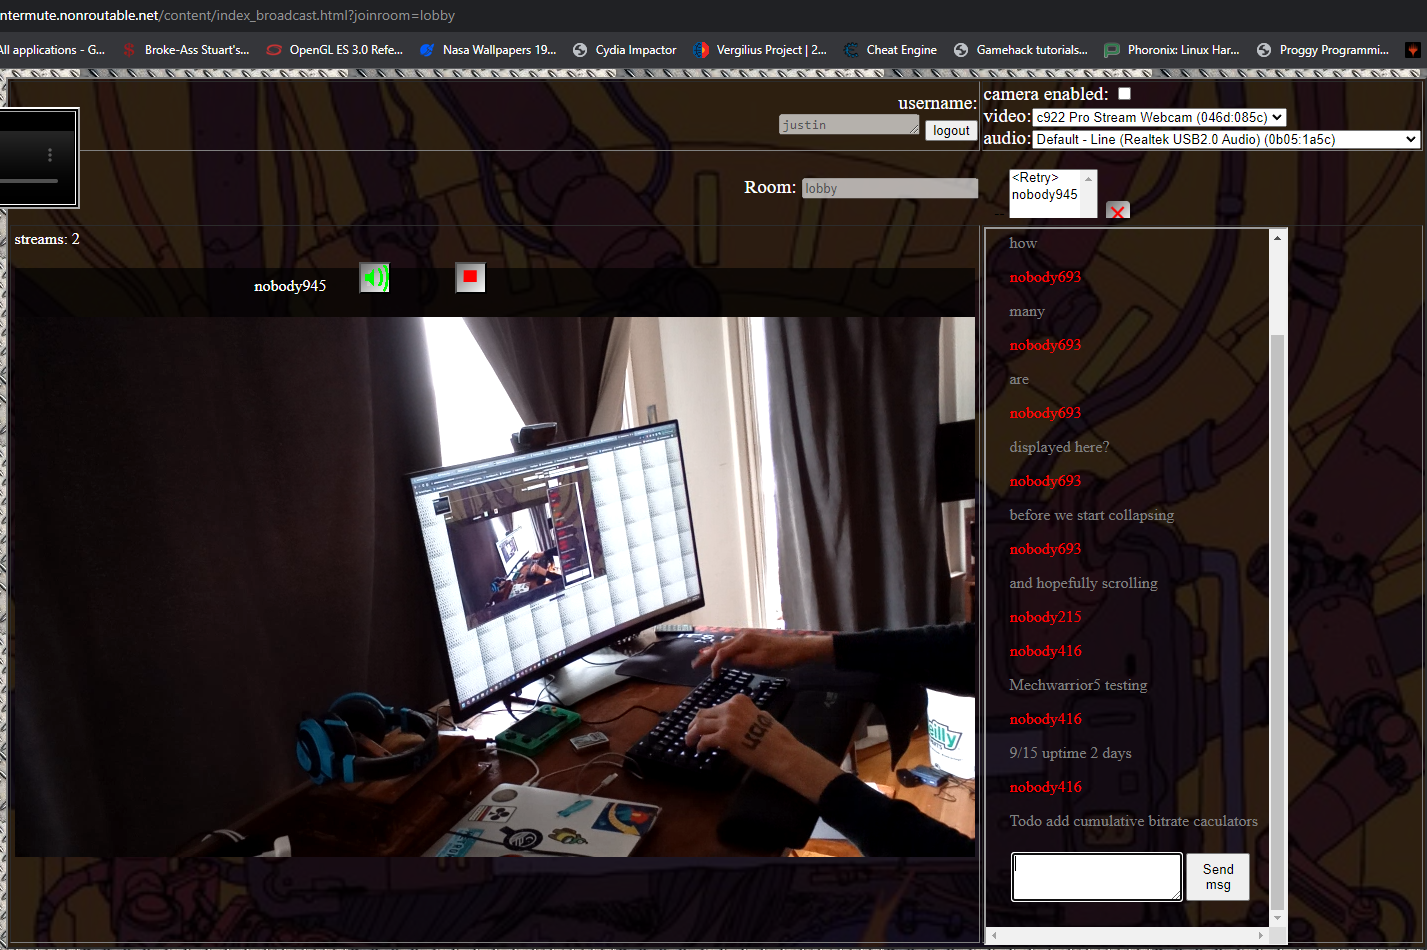 ntermute.nonroutable.net/content/index_broadcast.html?joinroom=lobby
All applications - G...
Broke-Ass Stuart's...
OpenGL ES 3.0 Refe...
Nasa Wallpapers 19...
Cydia Impactor
Vergilius Project | 2...
Cheat Engine
Gamehack tutorials...
Phoronix: Linux Har...
Proggy Programmi...
username:
justin
logout
camera enabled:
video: c922 Pro Stream Webcam (046d:085c)
audio: Default - Line (Realtek USB2.0 Audio) (0b05:1a5c)
Room: lobby
<Retry>
nobody945
--
streams: 2
nobody945
how
nobody693
many
nobody693
are
nobody693
displayed here?
nobody693
before we start collapsing
nobody693
and hopefully scrolling
nobody215
nobody416
Mechwarrior5 testing
nobody416
9/15 uptime 2 days
nobody416
Todo add cumulative bitrate caculators
Send
msg
eilly